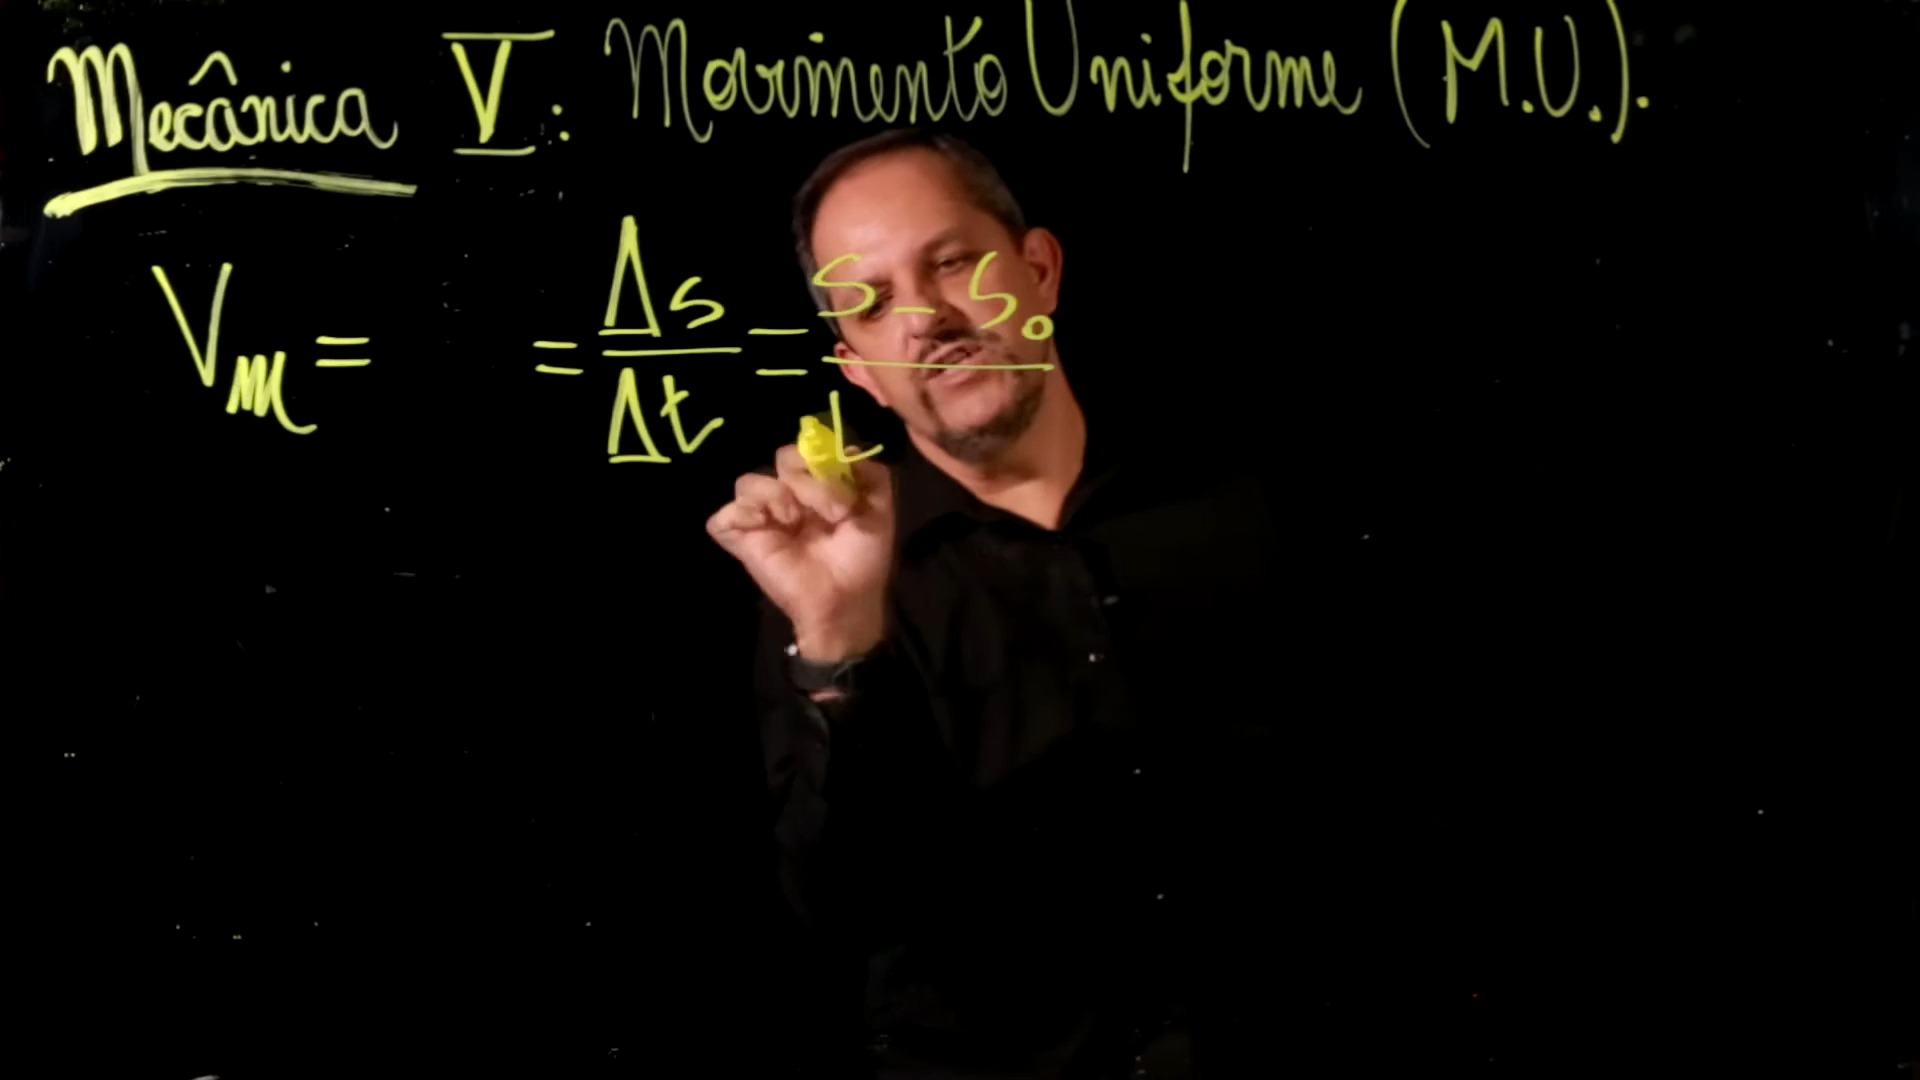 Mecânica V: Movimento Uniforme (M.U.).
Vm = = Δs/Δt = S - S₀/t